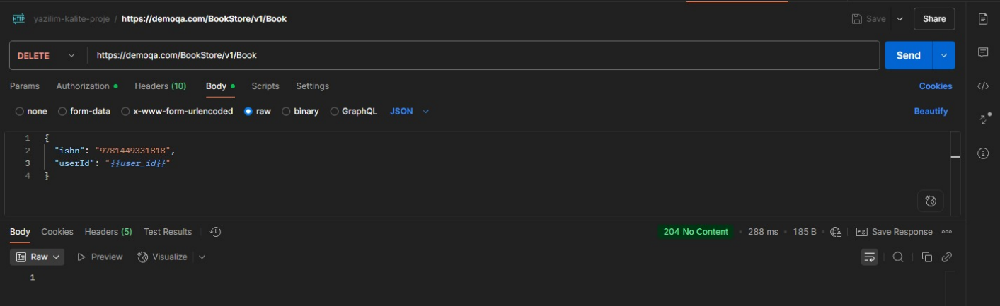 HTTP yazilim-kalite-proje / https://demoqa.com/BookStore/v1/Book Save Share
DELETE https://demoqa.com/BookStore/v1/Book Send
Params Authorization Headers (10) Body Scripts Settings Cookies
none form-data x-www-form-urlencoded raw binary GraphQL JSON Beautify
1 {
2 "isbn": "9781449331818",
3 "userId": "{{user_id}}"
4 }
Body Cookies Headers (5) Test Results 204 No Content 288 ms 185 B e.g. Save Response
Raw Preview Visualize
1